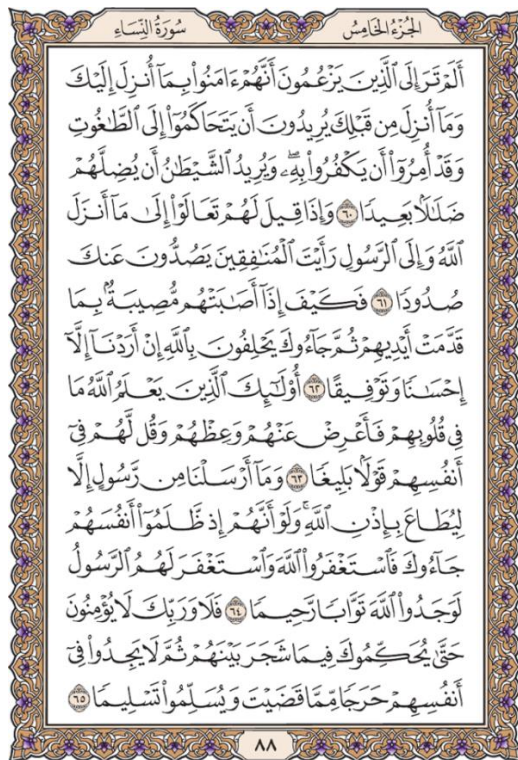 الجُزْءُ الخَامِسُ سُورَةُ النِّسَاءِ
أَلَمْ تَرَ إِلَى ٱلَّذِينَ يَزْعُمُونَ أَنَّهُمْ ءَامَنُوا۟ بِمَآ أُنزِلَ إِلَيْكَ
وَمَآ أُنزِلَ مِن قَبْلِكَ يُرِيدُونَ أَن يَتَحَاكَمُوٓا۟ إِلَى ٱلطَّٰغُوتِ
وَقَدْ أُمِرُوٓا۟ أَن يَكْفُرُوا۟ بِهِۦۖ وَيُرِيدُ ٱلشَّيْطَٰنُ أَن يُضِلَّهُمْ
ضَلَٰلًۢا بَعِيدًا ٦٠ وَإِذَا قِيلَ لَهُمْ تَعَالَوْا۟ إِلَىٰ مَآ أَنزَلَ
ٱللَّهُ وَإِلَى ٱلرَّسُولِ رَأَيْتَ ٱلْمُنَٰفِقِينَ يَصُدُّونَ عَنكَ
صُدُودًا ٦١ فَكَيْفَ إِذَآ أَصَٰبَتْهُم مُّصِيبَةٌۢ بِمَا
قَدَّمَتْ أَيْدِيهِمْ ثُمَّ جَآءُوكَ يَحْلِفُونَ بِٱللَّهِ إِنْ أَرَدْنَآ إِلَّآ
إِحْسَٰنًا وَتَوْفِيقًا ٦٢ أُو۟لَٰٓئِكَ ٱلَّذِينَ يَعْلَمُ ٱللَّهُ مَا
فِى قُلُوبِهِمْ فَأَعْرِضْ عَنْهُمْ وَعِظْهُمْ وَقُل لَّهُمْ فِىٓ
أَنفُسِهِمْ قَوْلًۢا بَلِيغًا ٦٣ وَمَآ أَرْسَلْنَا مِن رَّسُولٍ إِلَّا
لِيُطَاعَ بِإِذْنِ ٱللَّهِۚ وَلَوْ أَنَّهُمْ إِذ ظَّلَمُوٓا۟ أَنفُسَهُمْ
جَآءُوكَ فَٱسْتَغْفَرُوا۟ ٱللَّهَ وَٱسْتَغْفَرَ لَهُمُ ٱلرَّسُولُ
لَوَجَدُوا۟ ٱللَّهَ تَوَّابًا رَّحِيمًا ٦٤ فَلَا وَرَبِّكَ لَا يُؤْمِنُونَ
حَتَّىٰ يُحَكِّمُوكَ فِيمَا شَجَرَ بَيْنَهُمْ ثُمَّ لَا يَجِدُوا۟ فِىٓ
أَنفُسِهِمْ حَرَجًا مِّمَّا قَضَيْتَ وَيُسَلِّمُوا۟ تَسْلِيمًا ٦٥
٨٨